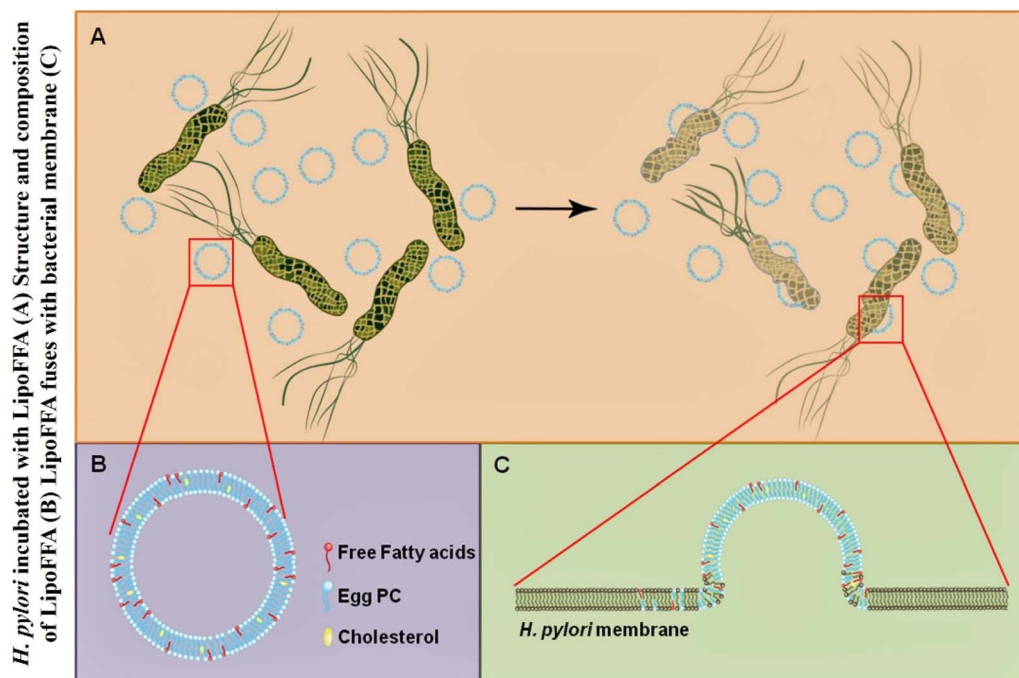 H. pylori incubated with LipoFFA (A) Structure and composition
of LipoFFA (B) LipoFFA fuses with bacterial membrane (C)
A
B
Free Fatty acids
Egg PC
Cholesterol
C
H. pylori membrane